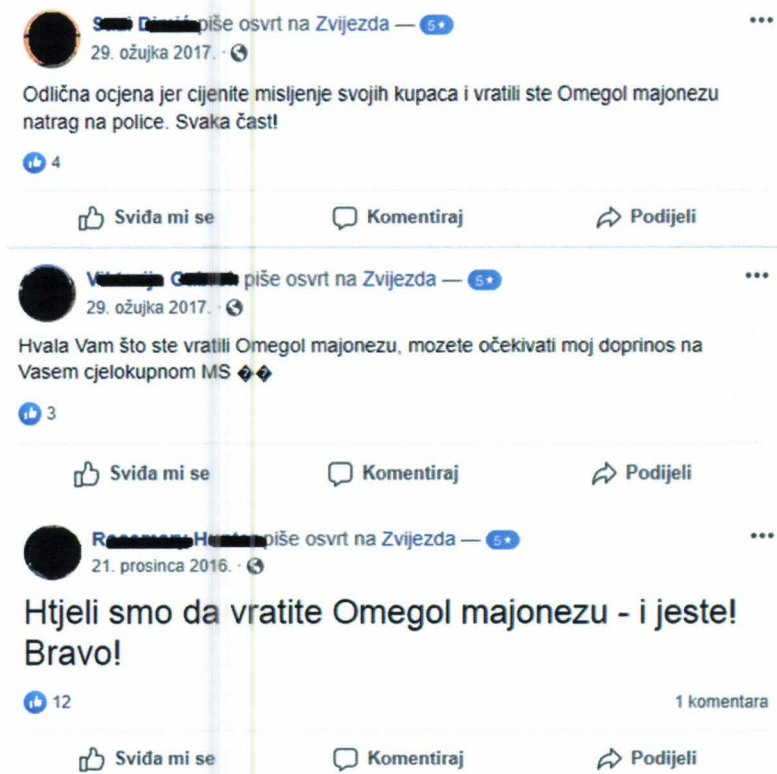 piše osvrt na Zvijezda — 5★
29. ožujka 2017. ·
Odlična ocjena jer cijenite misljenje svojih kupaca i vratili ste Omegol majonezu
natrag na police. Svaka čast!
4
Sviđa mi se Komentiraj Podijeli
piše osvrt na Zvijezda — 5★
29. ožujka 2017. ·
Hvala Vam što ste vratili Omegol majonezu, mozete očekivati moj doprinos na
Vasem cjelokupnom MS ��
3
Sviđa mi se Komentiraj Podijeli
piše osvrt na Zvijezda — 5★
21. prosinca 2016. ·
Htjeli smo da vratite Omegol majonezu - i jeste!
Bravo!
12 1 komentara
Sviđa mi se Komentiraj Podijeli